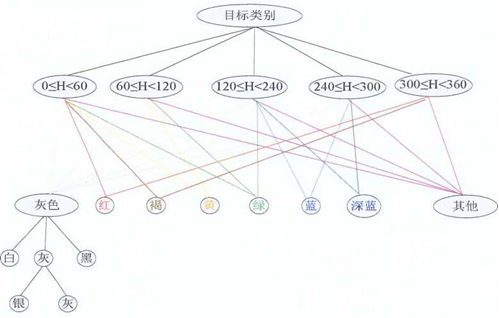 目标类别
0≤H<60 60≤H<120 120≤H<240 240≤H<300 300≤H<360
灰色 红 褐 黄 绿 蓝 深蓝 其他
白 灰 黑
银 灰